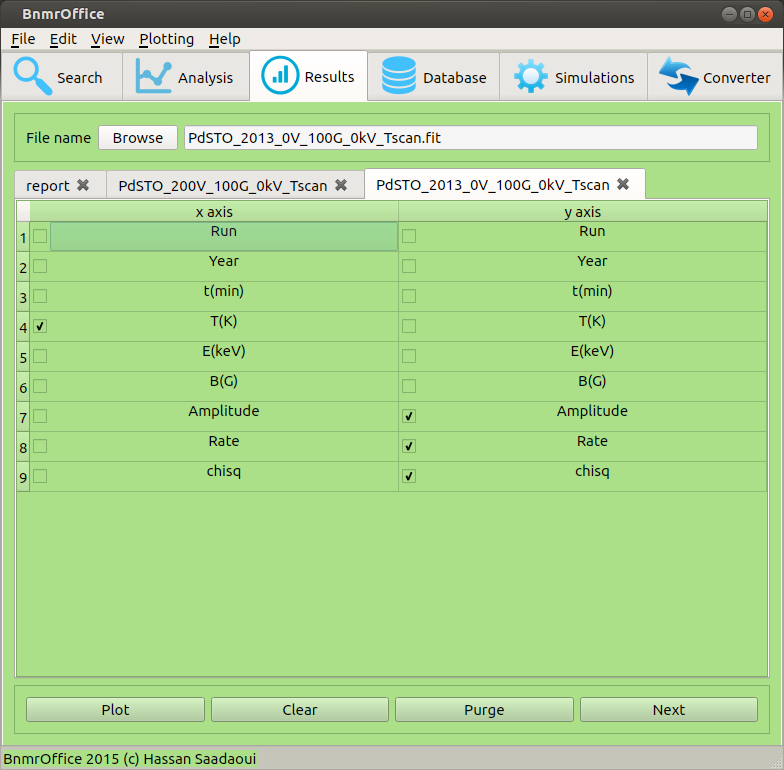 BnmrOffice
File Edit View Plotting Help
Search Analysis Results Database Simulations Converter
File name Browse PdSTO_2013_0V_100G_0kV_Tscan.fit
report PdSTO_200V_100G_0kV_Tscan PdSTO_2013_0V_100G_0kV_Tscan
x axis y axis
1 Run Run
2 Year Year
3 t(min) t(min)
4 T(K) T(K)
5 E(keV) E(keV)
6 B(G) B(G)
7 Amplitude Amplitude
8 Rate Rate
9 chisq chisq
Plot Clear Purge Next
BnmrOffice 2015 (c) Hassan Saadaoui